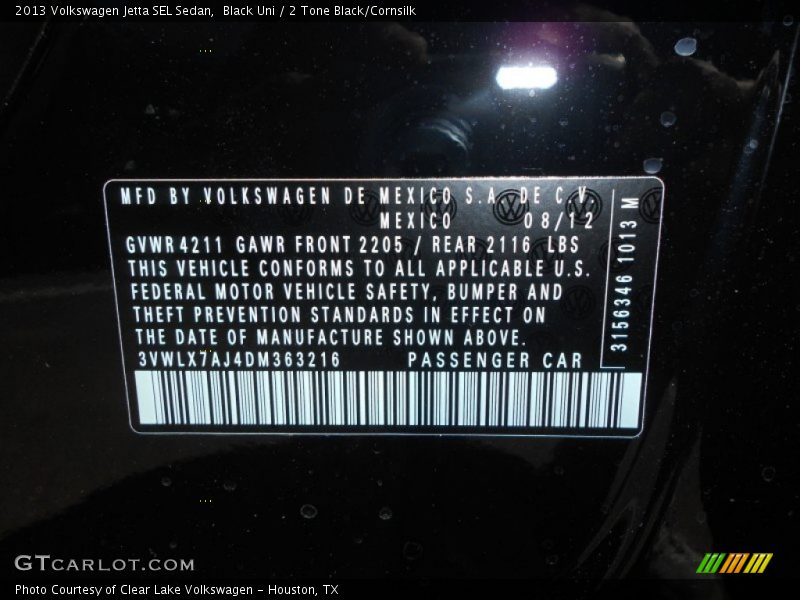 2013 Volkswagen Jetta SEL Sedan,  Black Uni / 2 Tone Black/Cornsilk
MFD BY VOLKSWAGEN DE MEXICO S.A. DE C.V.
MEXICO 08/12
GVWR 4211 GAWR FRONT 2205 / REAR 2116 LBS
THIS VEHICLE CONFORMS TO ALL APPLICABLE U.S.
FEDERAL MOTOR VEHICLE SAFETY, BUMPER AND
THEFT PREVENTION STANDARDS IN EFFECT ON
THE DATE OF MANUFACTURE SHOWN ABOVE.
3VWLX7AJ4DM363216 PASSENGER CAR
3156346 1013 M
GTCARLOT.COM
Photo Courtesy of Clear Lake Volkswagen - Houston, TX